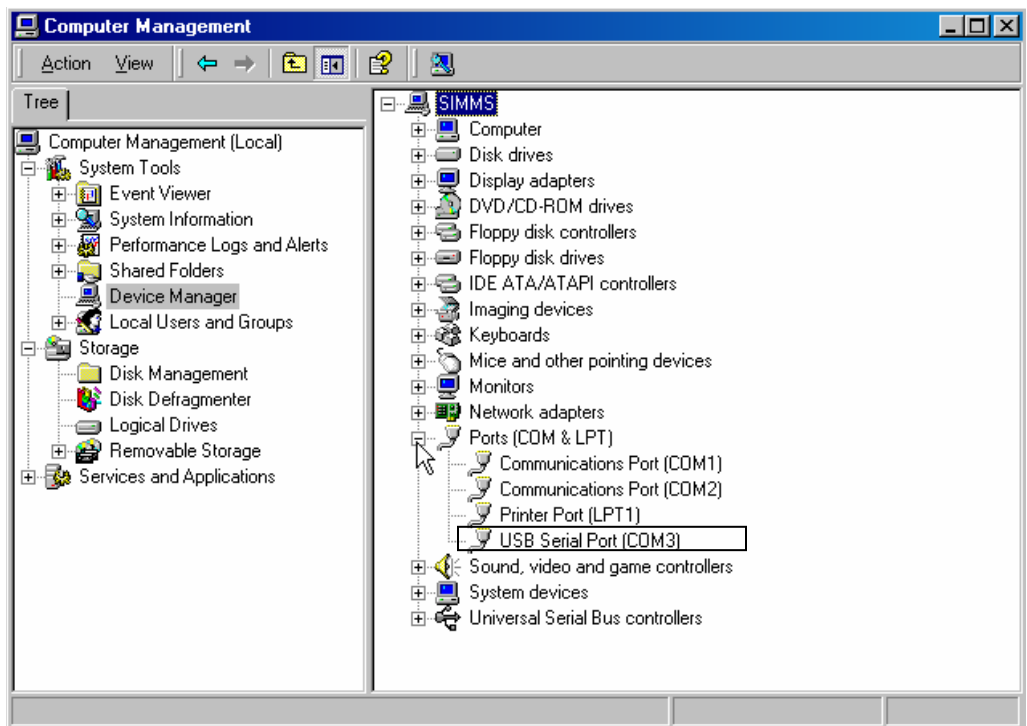 Computer Management
Action View
Tree
Computer Management (Local)
System Tools
Event Viewer
System Information
Performance Logs and Alerts
Shared Folders
Device Manager
Local Users and Groups
Storage
Disk Management
Disk Defragmenter
Logical Drives
Removable Storage
Services and Applications
SIMMS
Computer
Disk drives
Display adapters
DVD/CD-ROM drives
Floppy disk controllers
Floppy disk drives
IDE ATA/ATAPI controllers
Imaging devices
Keyboards
Mice and other pointing devices
Monitors
Network adapters
Ports (COM & LPT)
Communications Port (COM1)
Communications Port (COM2)
Printer Port (LPT1)
USB Serial Port (COM3)
Sound, video and game controllers
System devices
Universal Serial Bus controllers